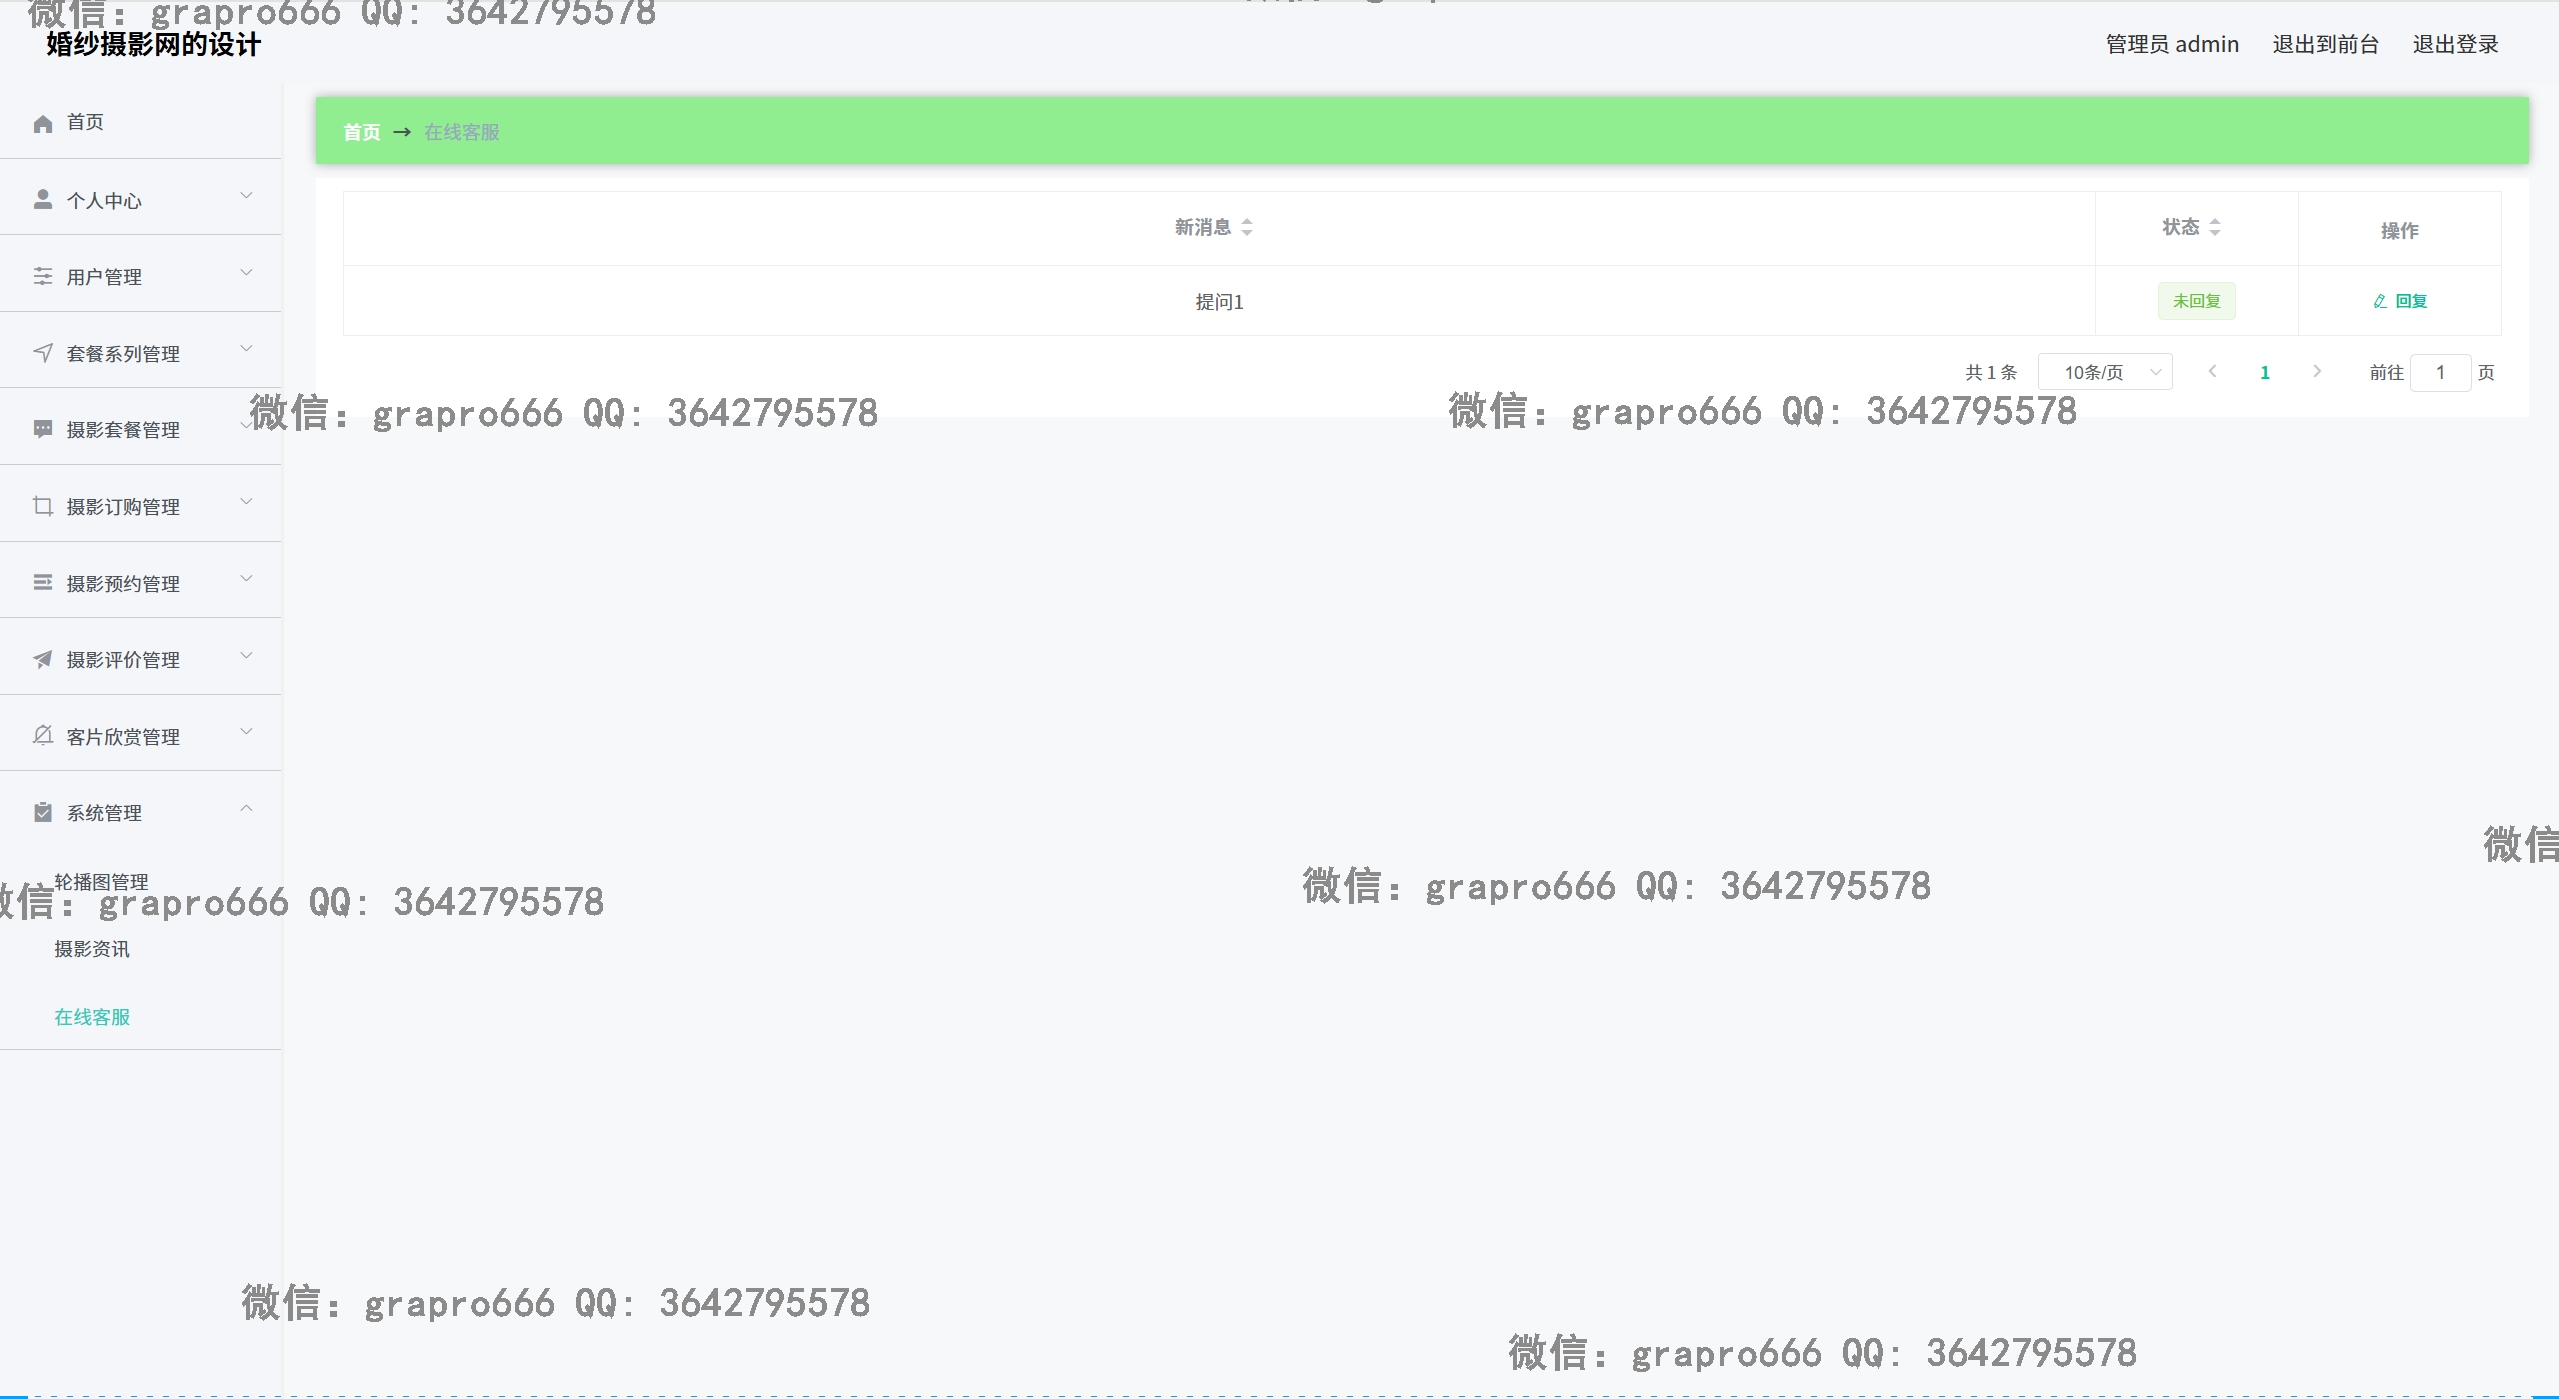 微信: grapro666 QQ: 3642795578
婚纱摄影网的设计
管理员 admin 退出到前台 退出登录
首页
个人中心
用户管理
套餐系列管理
摄影套餐管理
摄影订购管理
摄影预约管理
摄影评价管理
客片欣赏管理
系统管理
轮播图管理
摄影资讯
在线客服
首页 → 在线客服
新消息 状态 操作
提问1 未回复 回复
共 1 条 10条/页 1 前往 1 页
微信: grapro666 QQ: 3642795578
微信: grapro666 QQ: 3642795578
微信: grapro666 QQ: 3642795578
微信: grapro666 QQ: 3642795578
微信
微信: grapro666 QQ: 3642795578
微信: grapro666 QQ: 3642795578